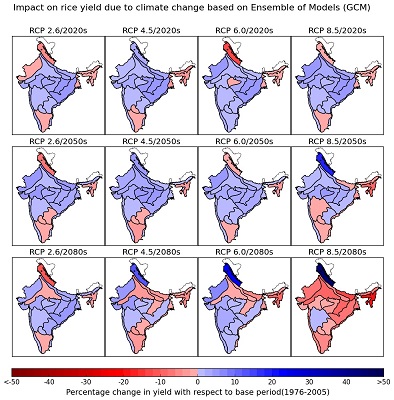 Impact on rice yield due to climate change based on Ensemble of Models (GCM)
RCP 2.6/2020s RCP 4.5/2020s RCP 6.0/2020s RCP 8.5/2020s
RCP 2.6/2050s RCP 4.5/2050s RCP 6.0/2050s RCP 8.5/2050s
RCP 2.6/2080s RCP 4.5/2080s RCP 6.0/2080s RCP 8.5/2080s
<-50 -40 -30 -20 -10 0 10 20 30 40 >50
Percentage change in yield with respect to base period(1976-2005)